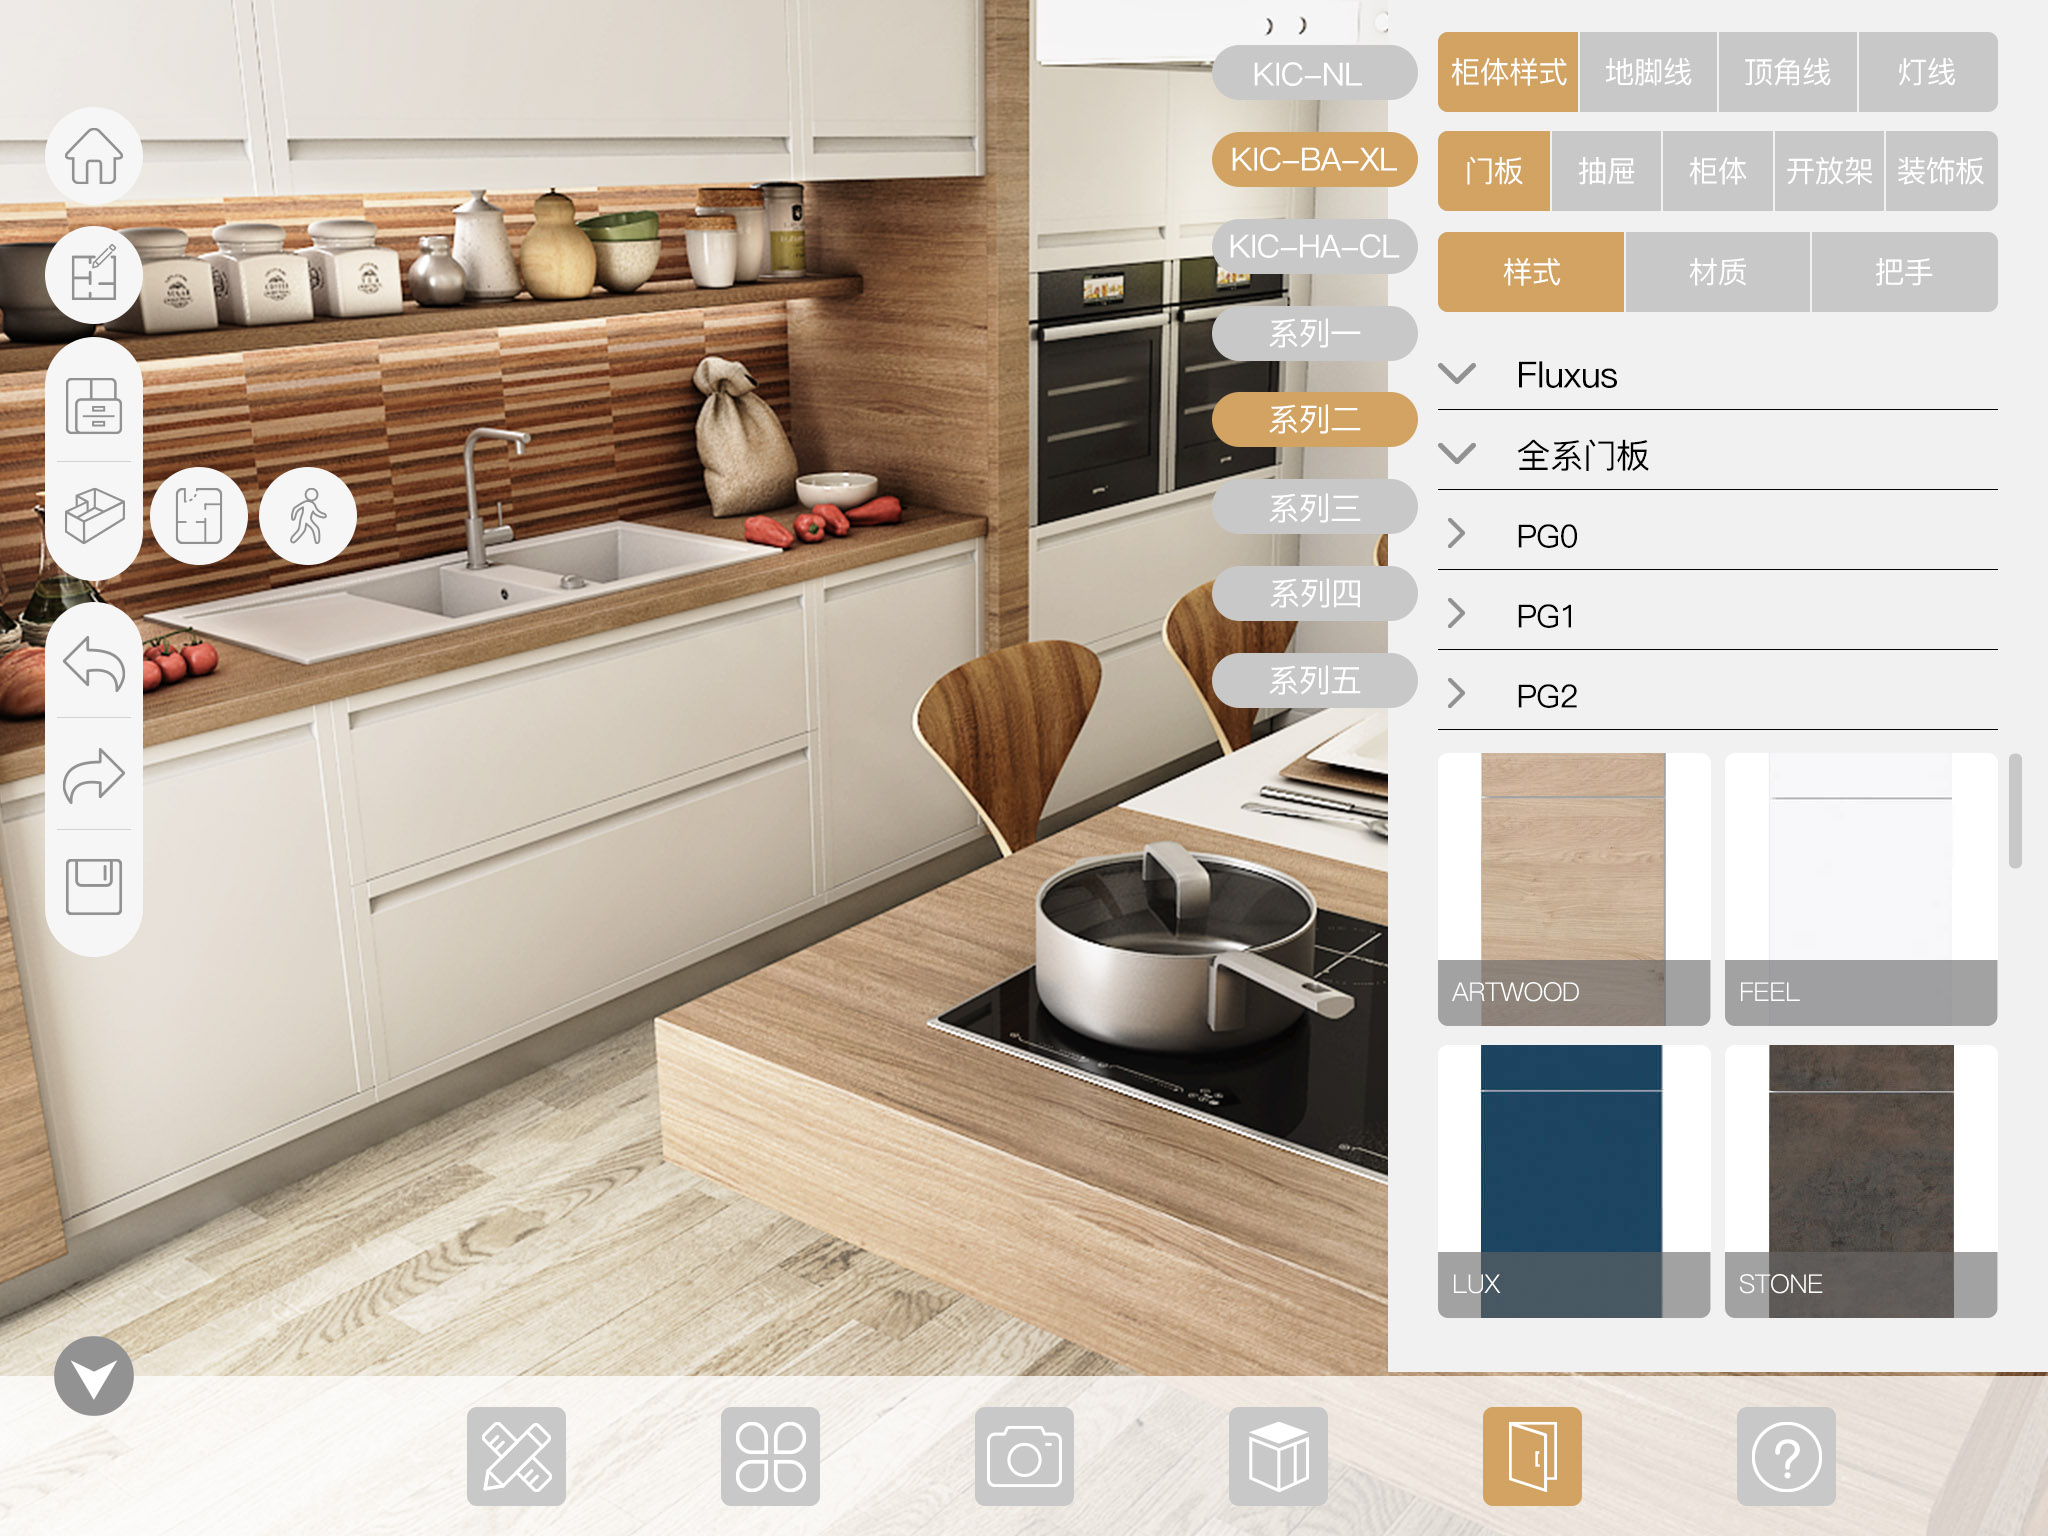 KIC-NL
KIC-BA-XL
KIC-HA-CL
系列一
系列二
系列三
系列四
系列五
柜体样式 地脚线 顶角线 灯线
门板 抽屉 柜体 开放架 装饰板
样式 材质 把手
Fluxus
全系门板
PG0
PG1
PG2
ARTWOOD FEEL
LUX STONE